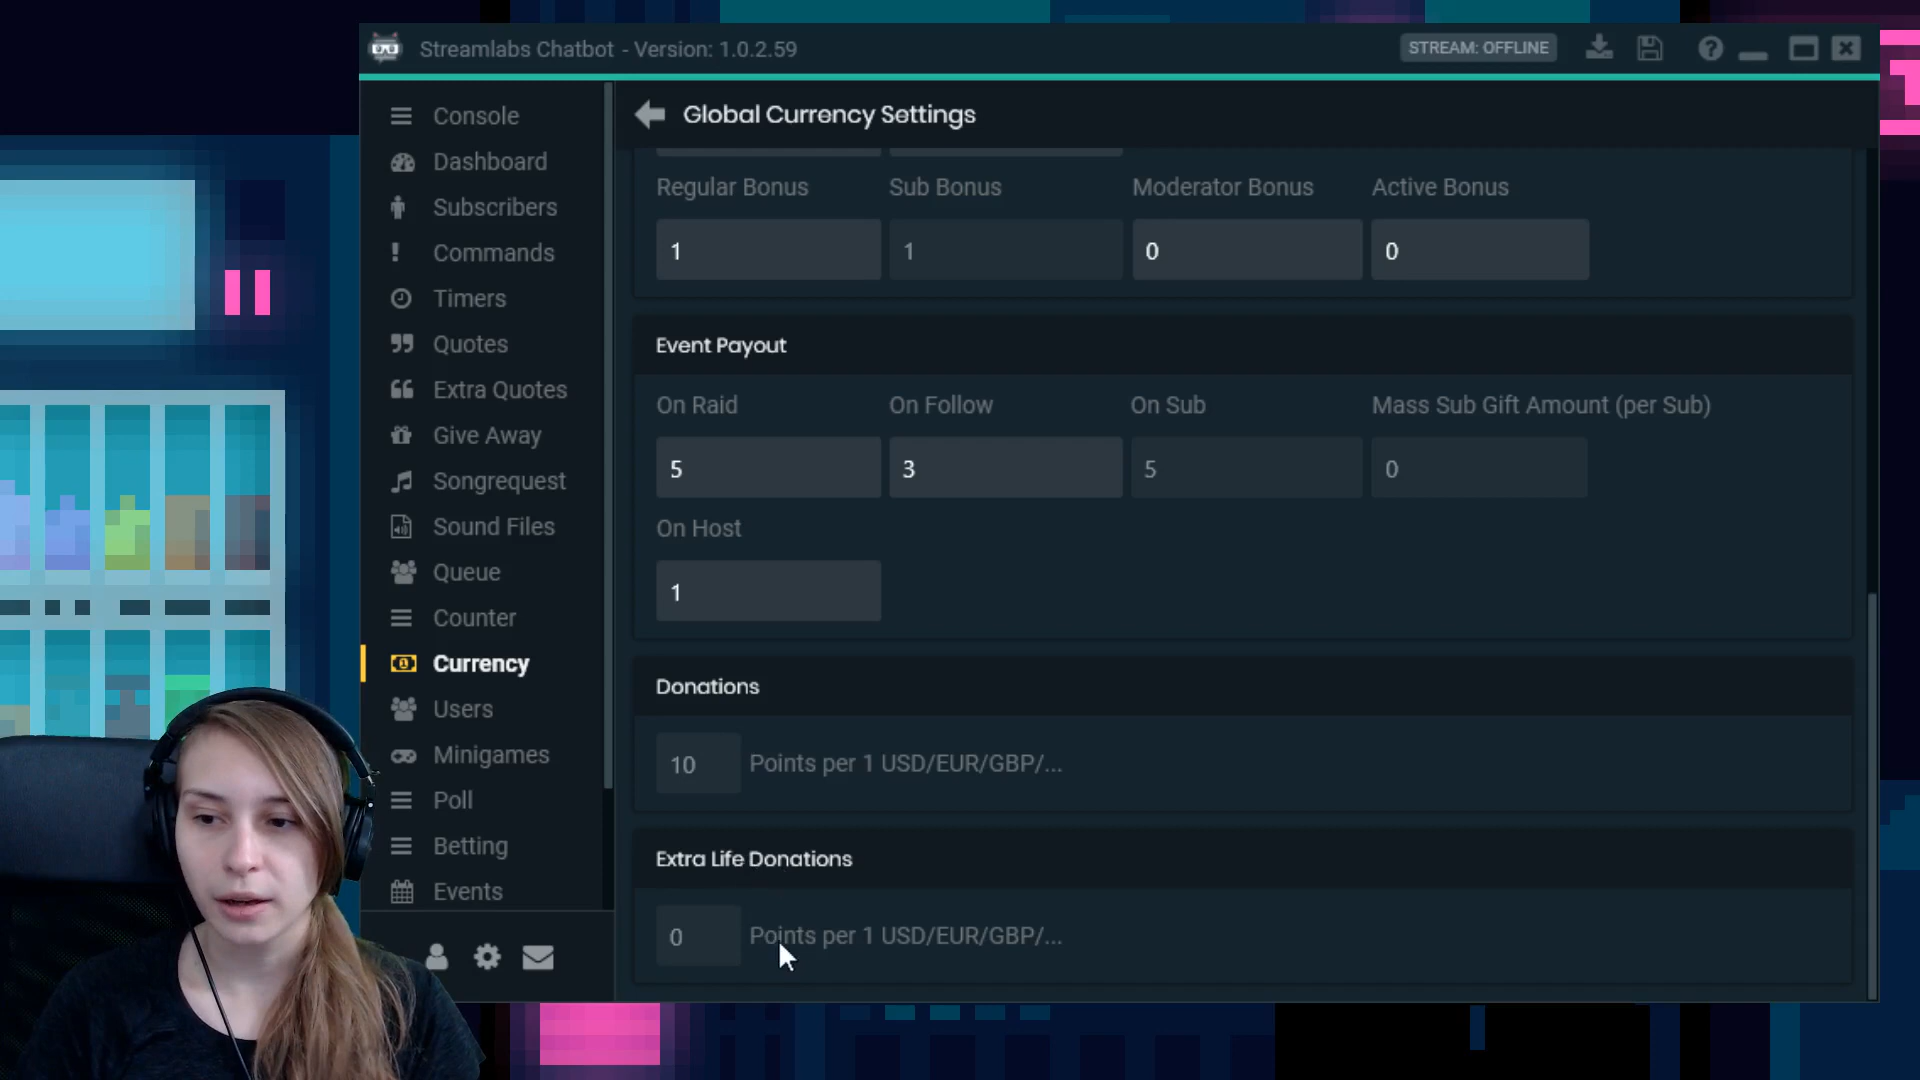 Streamlabs Chatbot - Version: 1.0.2.59
STREAM: OFFLINE
Console
Dashboard
Subscribers
Commands
Timers
Quotes
Extra Quotes
Give Away
Songrequest
Sound Files
Queue
Counter
Currency
Users
Minigames
Poll
Betting
Events
Global Currency Settings
Regular Bonus Sub Bonus Moderator Bonus Active Bonus
1 1 0 0
Event Payout
On Raid On Follow On Sub Mass Sub Gift Amount (per Sub)
5 3 5 0
On Host
1
Donations
10 Points per 1 USD/EUR/GBP/...
Extra Life Donations
0 Points per 1 USD/EUR/GBP/...